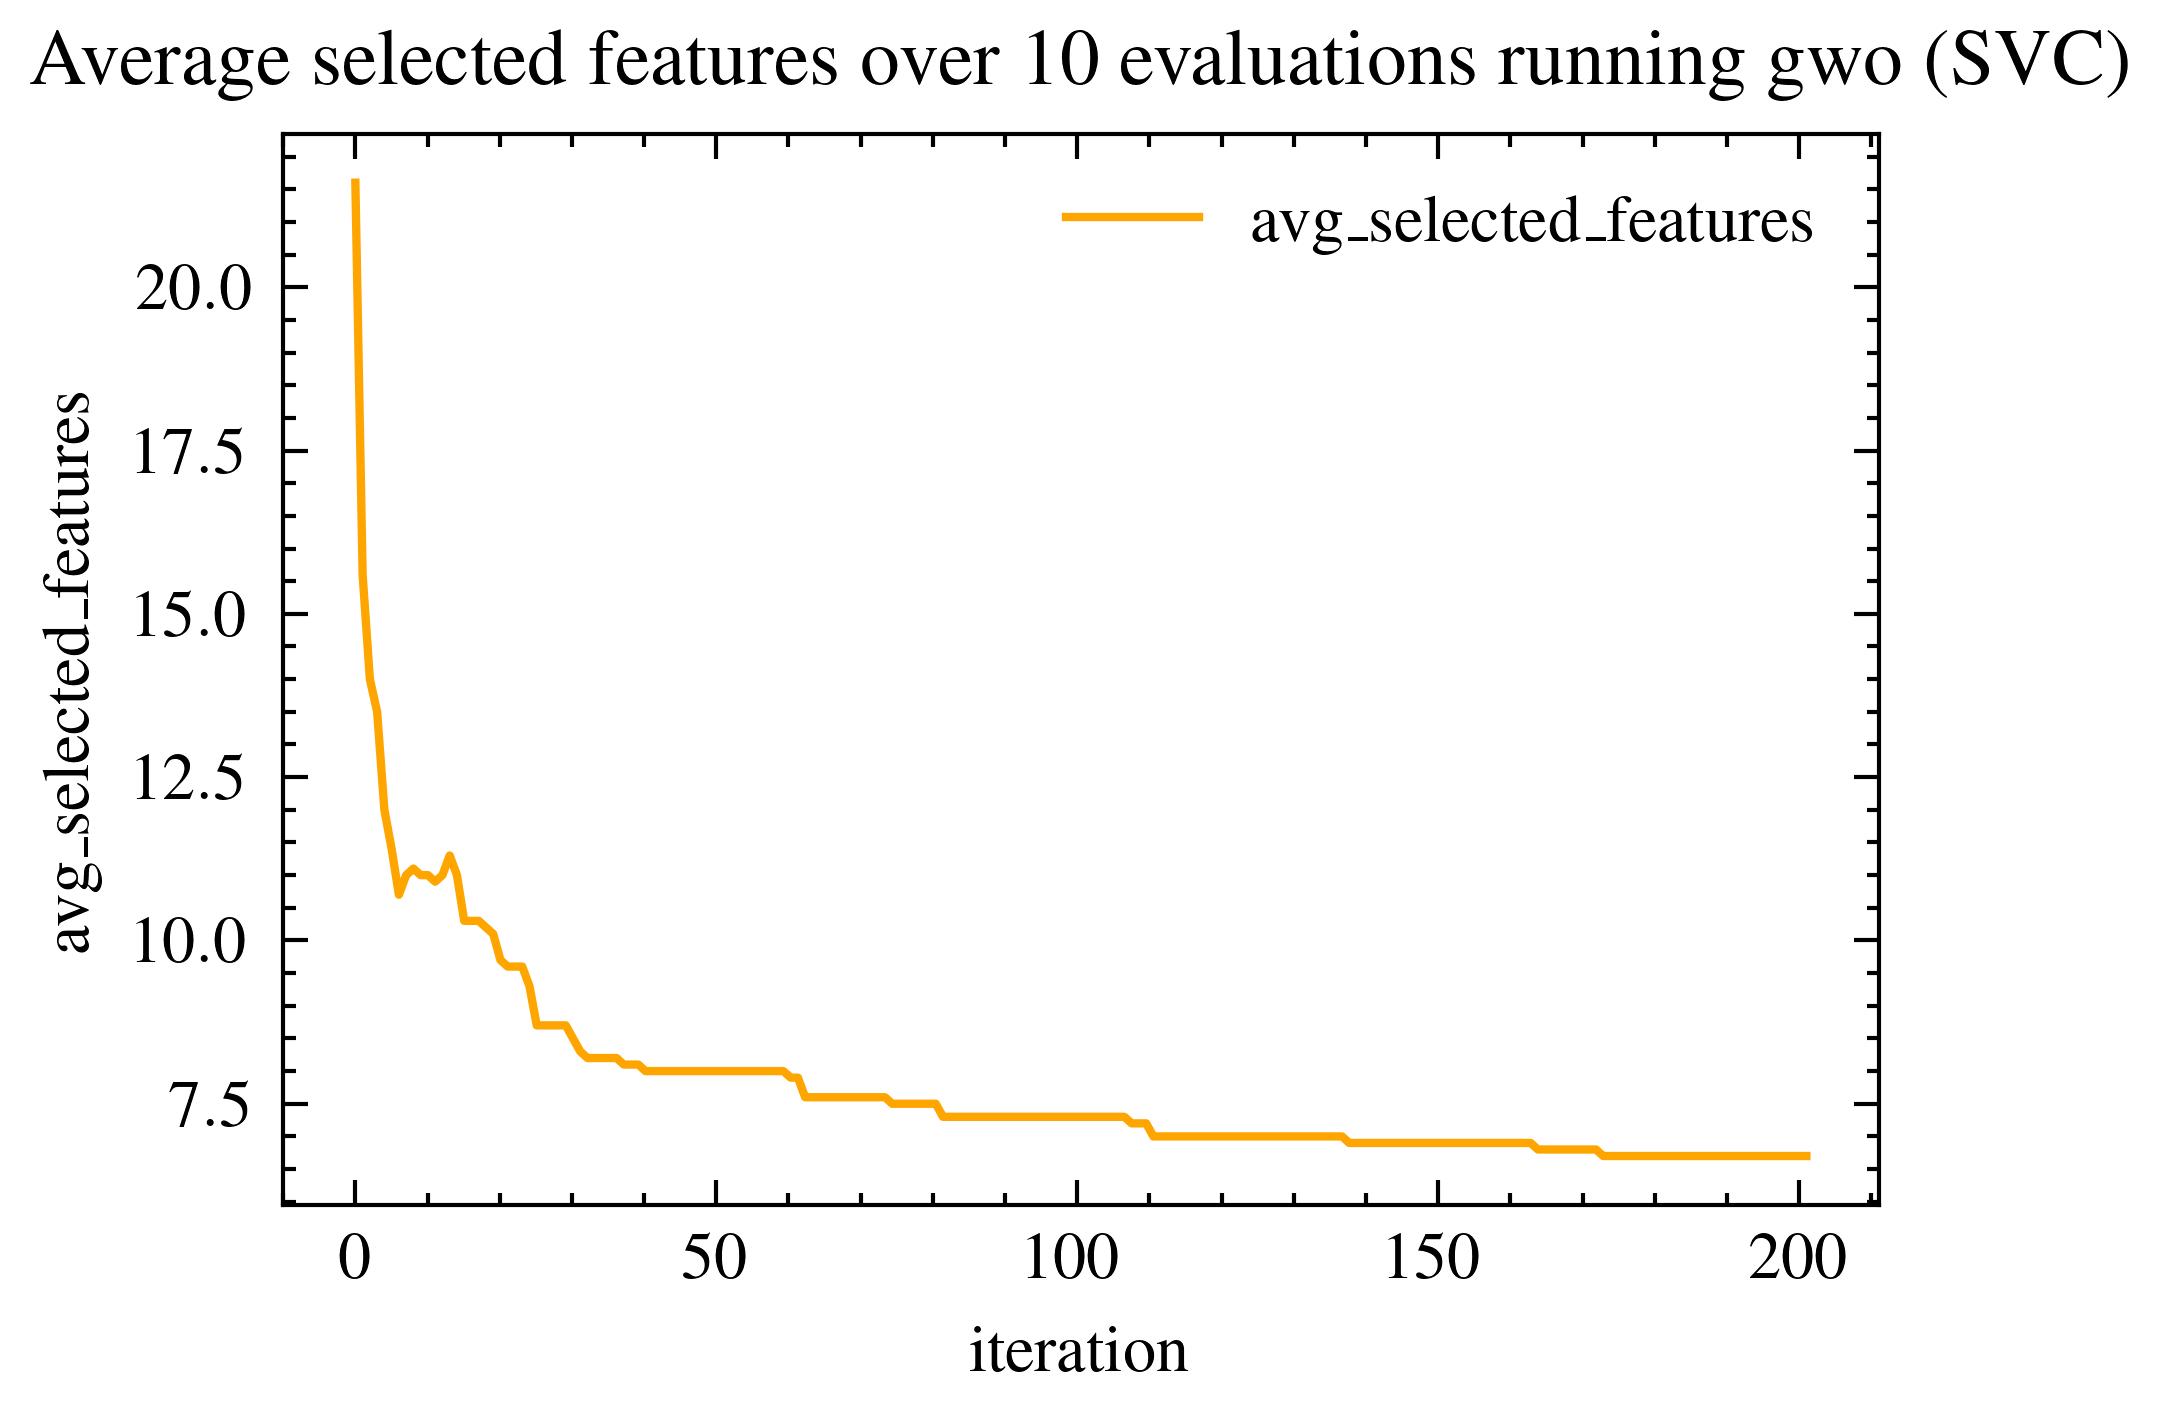 Average selected features over 10 evaluations running gwo (SVC)
avg_selected_features
20.0
17.5
15.0
12.5
10.0
7.5
avg_selected_features
0 50 100 150 200
iteration